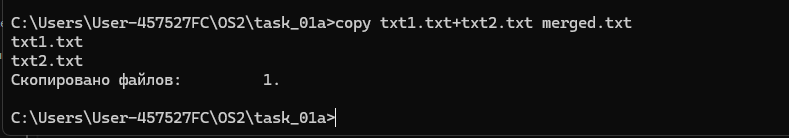 C:\Users\User-457527FC\OS2\task_01a>copy txt1.txt+txt2.txt merged.txt
txt1.txt
txt2.txt
Скопировано файлов:         1.
C:\Users\User-457527FC\OS2\task_01a>